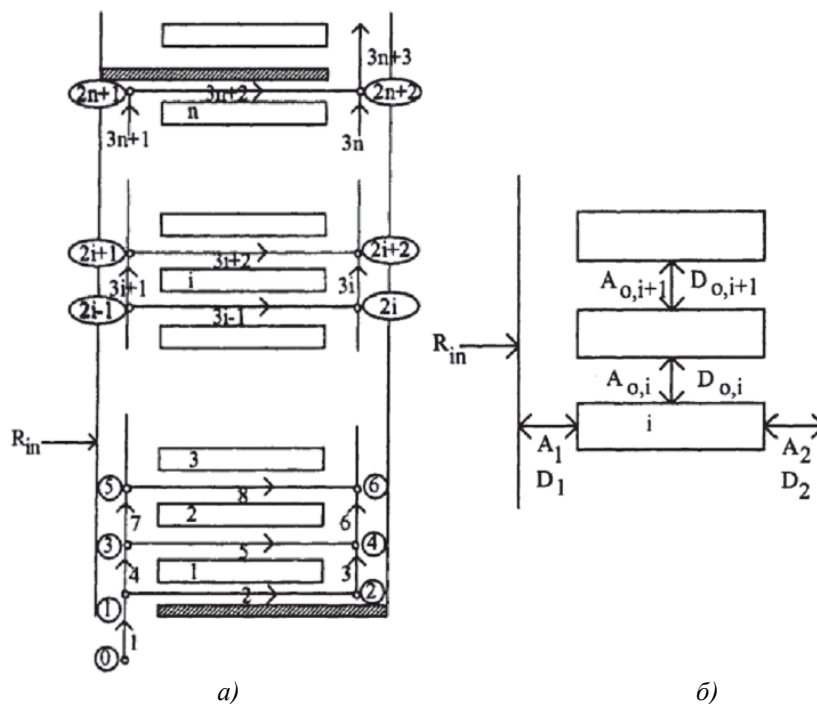 3n+3
2n+1
3n+2
2n+2
n
3n+1
3n
2i+1
2i+2
3i+2
3i+1
i
3i
2i-1
2i
3i-1
R_in
3
5
6
8
7
2
6
3
4
5
4
1
3
2
2
1
1
0
а)
A_o,i+1
D_o,i+1
R_in
A_o,i
D_o,i
i
A_1
A_2
D_1
D_2
б)